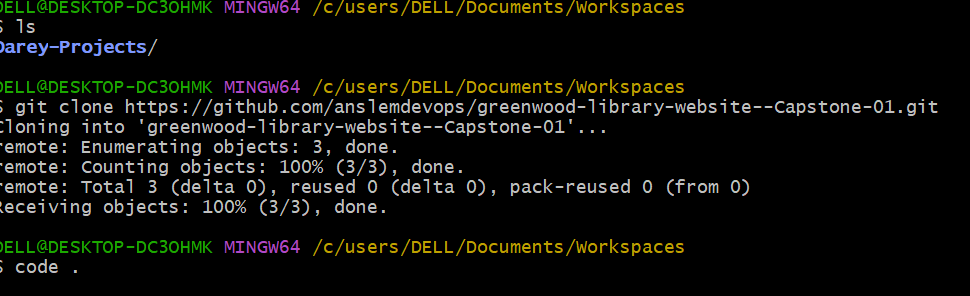 DELL@DESKTOP-DC3OHMK MINGW64 /c/users/DELL/Documents/Workspaces
$ ls
Darey-Projects/
DELL@DESKTOP-DC3OHMK MINGW64 /c/users/DELL/Documents/Workspaces
$ git clone https://github.com/anslemdevops/greenwood-library-website--Capstone-01.git
Cloning into 'greenwood-library-website--Capstone-01'...
remote: Enumerating objects: 3, done.
remote: Counting objects: 100% (3/3), done.
remote: Total 3 (delta 0), reused 0 (delta 0), pack-reused 0 (from 0)
Receiving objects: 100% (3/3), done.
DELL@DESKTOP-DC3OHMK MINGW64 /c/users/DELL/Documents/Workspaces
$ code .